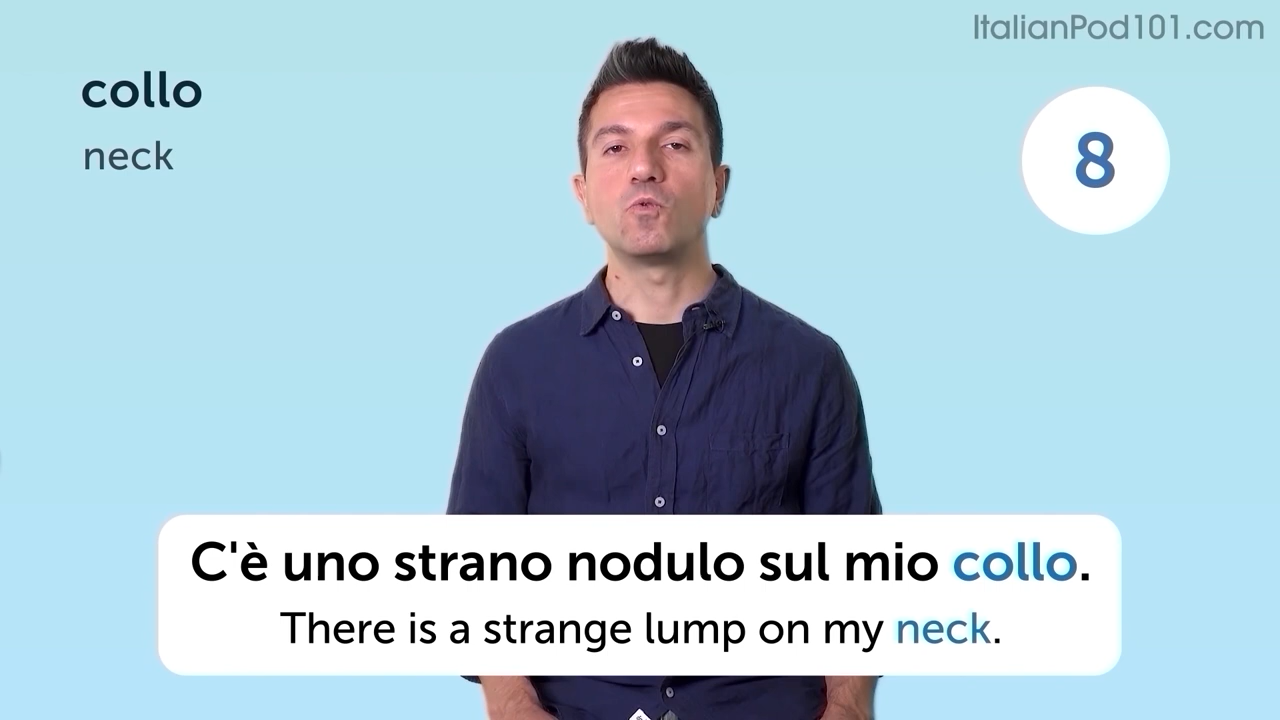 ItalianPod101.com
collo
neck
8
C'è uno strano nodulo sul mio collo.
There is a strange lump on my neck.